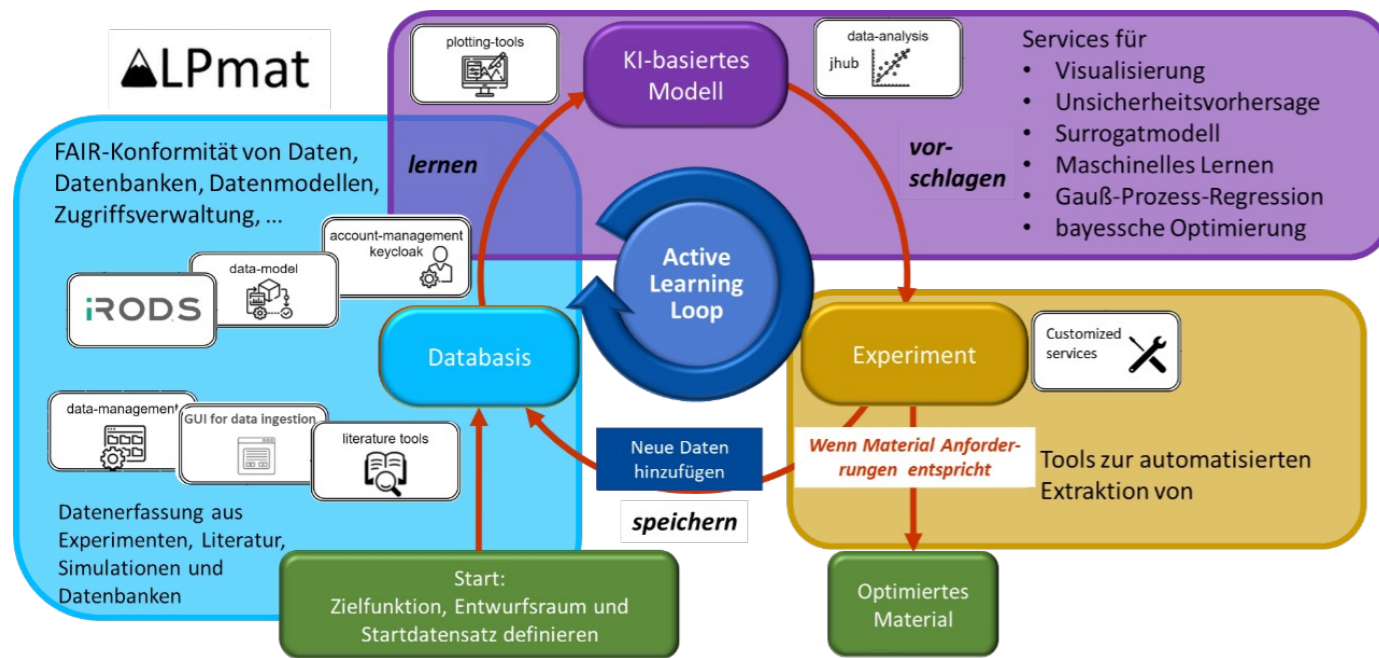 ALPmat
plotting-tools
KI-basiertes
Modell
data-analysis
jhub
Services für
• Visualisierung
• Unsicherheitsvorhersage
• Surrogatmodell
• Maschinelles Lernen
• Gauß-Prozess-Regression
• bayessche Optimierung
lernen
vor-
schlagen
FAIR-Konformität von Daten,
Datenbanken, Datenmodellen,
Zugriffsverwaltung, ...
account-management
keycloak
data-model
iRODS
Active
Learning
Loop
Databasis
Experiment
Customized
services
data-management
GUI for data ingestion
literature tools
Neue Daten
hinzufügen
Wenn Material Anforder-
rungen entspricht
speichern
Tools zur automatisierten
Extraktion von
Datenerfassung aus
Experimenten, Literatur,
Simulationen und
Datenbanken
Start:
Zielfunktion, Entwurfsraum und
Startdatensatz definieren
Optimiertes
Material